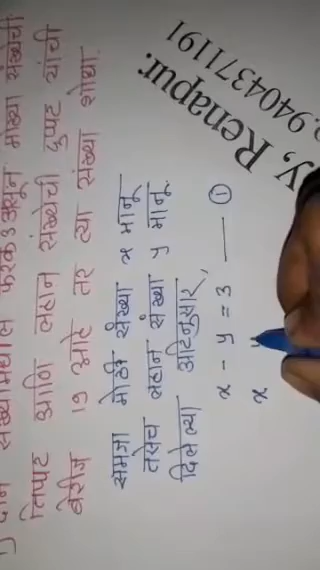 y, Renapur.
9404371191
दोन संख्यांमधील फरक 3 असून मोठ्या संख्येची
तिप्पट आणि लहान संख्येची दुप्पट यांची
बेरीज 19 आहे तर त्या संख्या शोधा.
समजा मोठी संख्या x मानू
तसेच लहान संख्या y मानू.
दिलेल्या अटिनुसार,
x - y = 3 —— ①
x